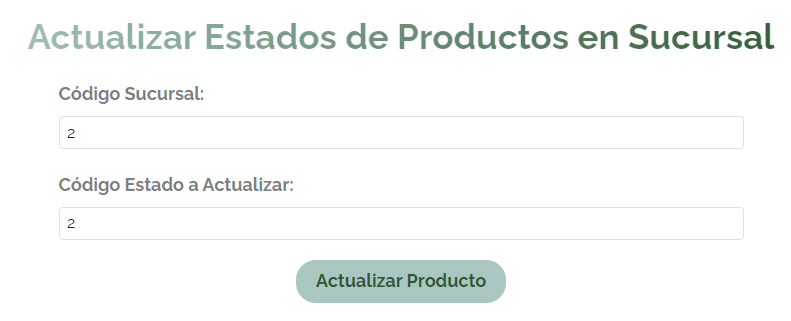 Actualizar Estados de Productos en Sucursal
Código Sucursal:
2
Código Estado a Actualizar:
2
Actualizar Producto